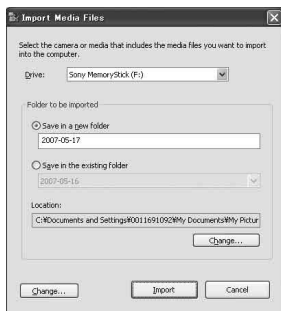 Import Media Files
Select the camera or media that includes the media files you want to import
into the computer.
Drive:
Sony MemoryStick (F:)
Folder to be imported
Save in a new folder
2007-05-17
Save in the existing folder
2007-05-16
Location:
C:¥Documents and Settings¥0011691092¥My Documents¥My Pictur
Change...
Change...
Import
Cancel